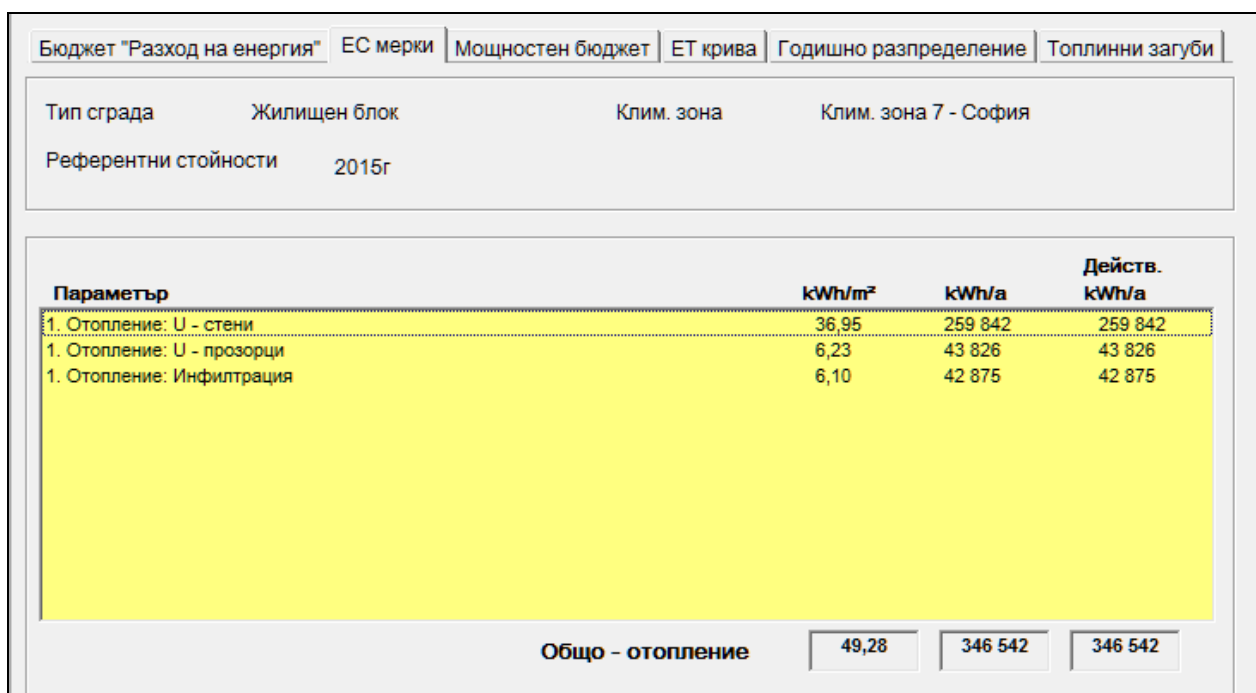 Бюджет "Разход на енергия" ЕС мерки Мощностен бюджет ЕТ крива Годишно разпределение Топлинни загуби
Тип сграда Жилищен блок Клим. зона Клим. зона 7 - София
Референтни стойности 2015г
Действ.
Параметър kWh/m² kWh/a kWh/a
1. Отопление: U - стени 36,95 259 842 259 842
1. Отопление: U - прозорци 6,23 43 826 43 826
1. Отопление: Инфилтрация 6,10 42 875 42 875
Общо - отопление 49,28 346 542 346 542